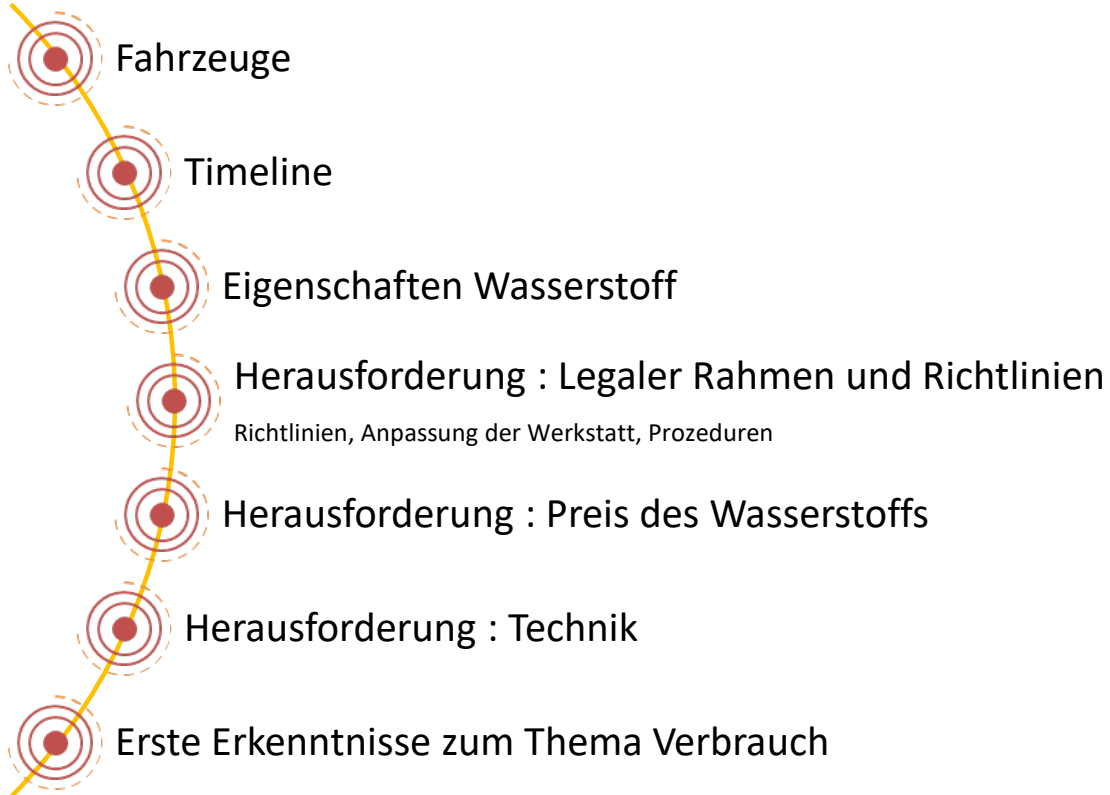 Fahrzeuge
Timeline
Eigenschaften Wasserstoff
Herausforderung : Legaler Rahmen und Richtlinien
Richtlinien, Anpassung der Werkstatt, Prozeduren
Herausforderung : Preis des Wasserstoffs
Herausforderung : Technik
Erste Erkenntnisse zum Thema Verbrauch